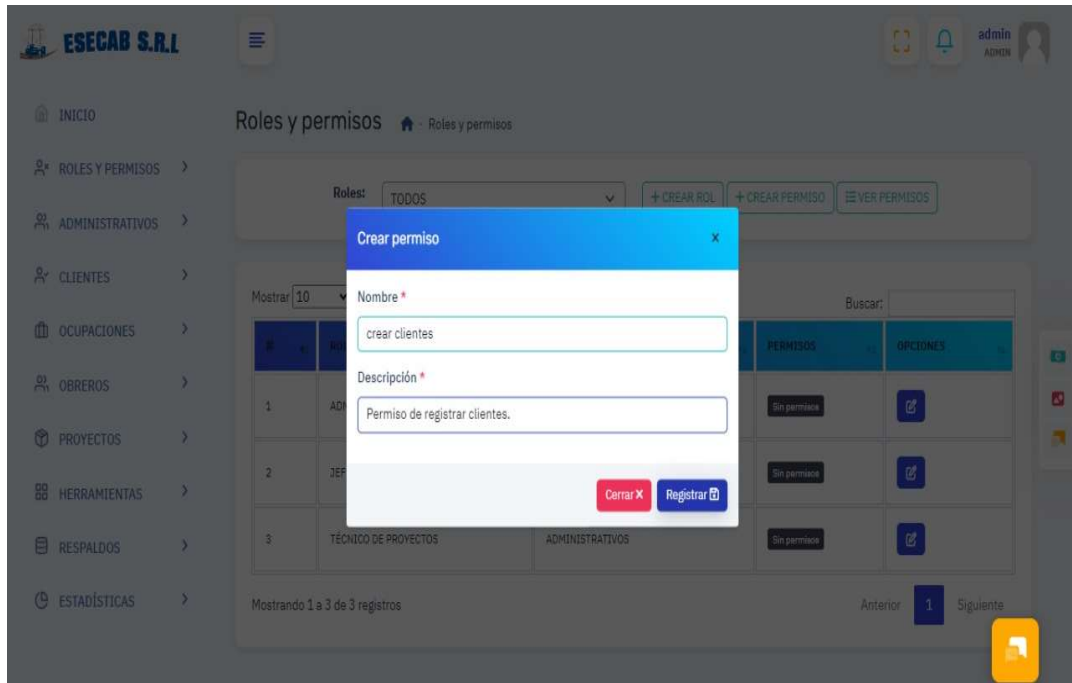 ESECAB S.R.L
admin
ADMIN
INICIO
ROLES Y PERMISOS
ADMINISTRATIVOS
CLIENTES
OCUPACIONES
OBREROS
PROYECTOS
HERRAMIENTAS
RESPALDOS
ESTADÍSTICAS
Roles y permisos
Roles y permisos
Roles: TODOS
+ CREAR ROL
+ CREAR PERMISO
VER PERMISOS
Crear permiso
×
Nombre *
crear clientes
Descripción *
Permiso de registrar clientes.
Cerrar X
Registrar
Mostrar 10
Buscar:
# PERMISOS OPCIONES
1 Sin permisos
2 Sin permisos
3 TÉCNICO DE PROYECTOS ADMINISTRATIVOS Sin permisos
Mostrando 1 a 3 de 3 registros
Anterior 1 Siguiente